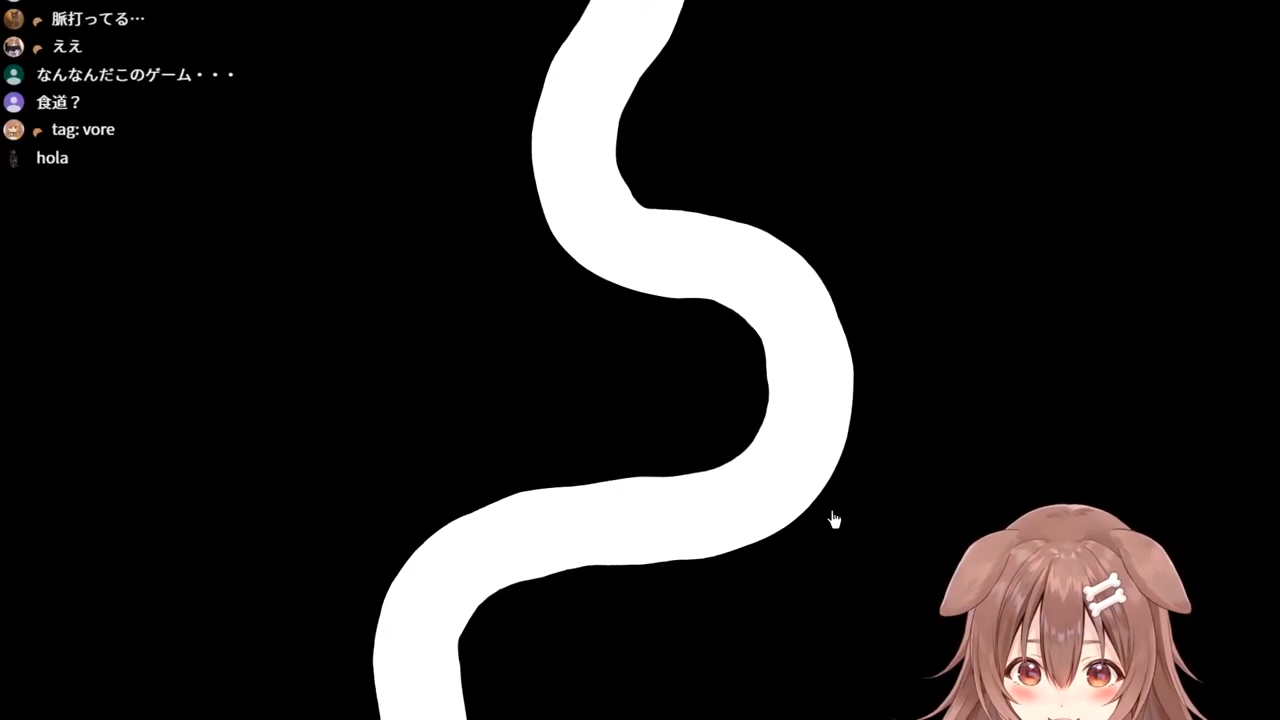 脈打ってる…
ええ
なんなんだこのゲーム・・・
食道？
tag: vore
hola